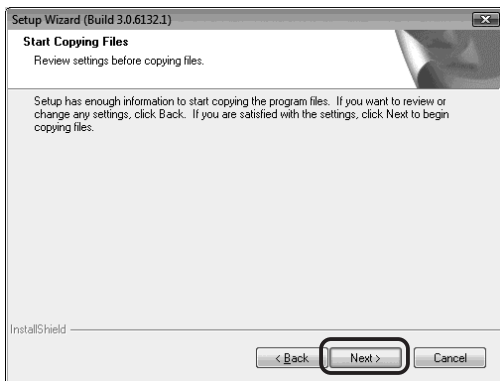 Setup Wizard (Build 3.0.6132.1)
Start Copying Files
Review settings before copying files.
Setup has enough information to start copying the program files. If you want to review or
change any settings, click Back. If you are satisfied with the settings, click Next to begin
copying files.
InstallShield
< Back Next > Cancel